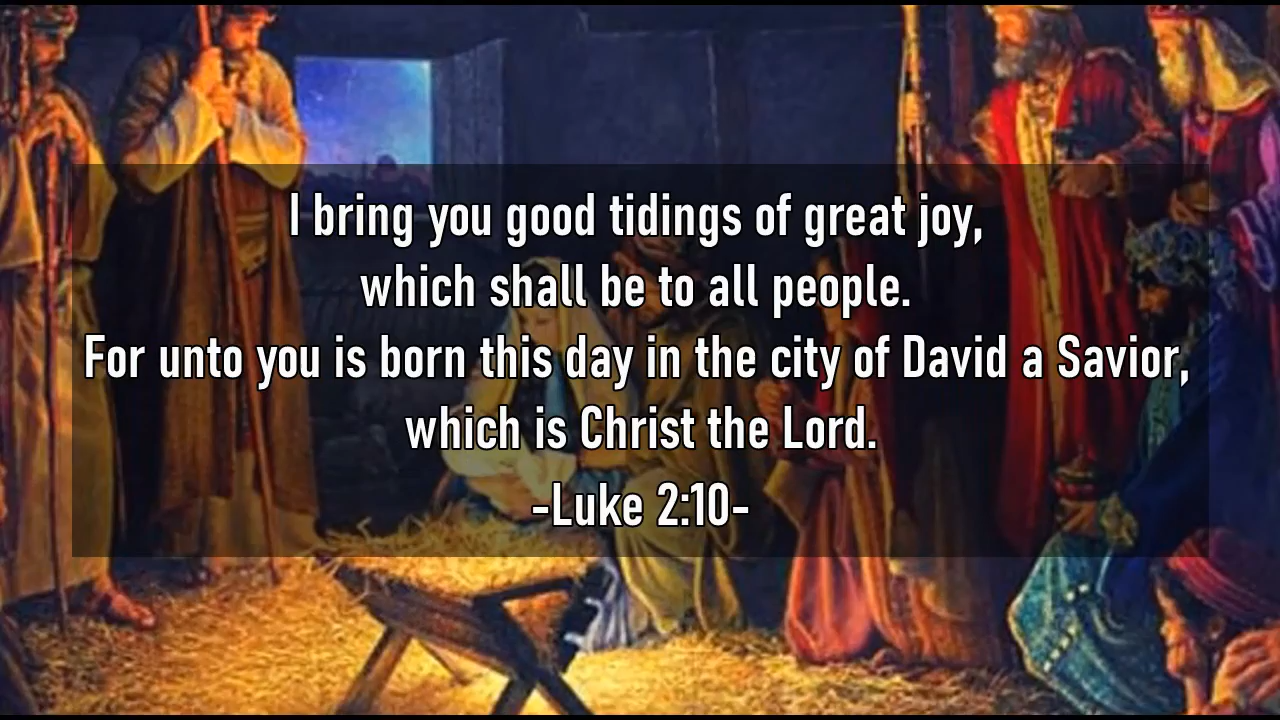 I bring you good tidings of great joy,
which shall be to all people.
For unto you is born this day in the city of David a Savior,
which is Christ the Lord.
-Luke 2:10-